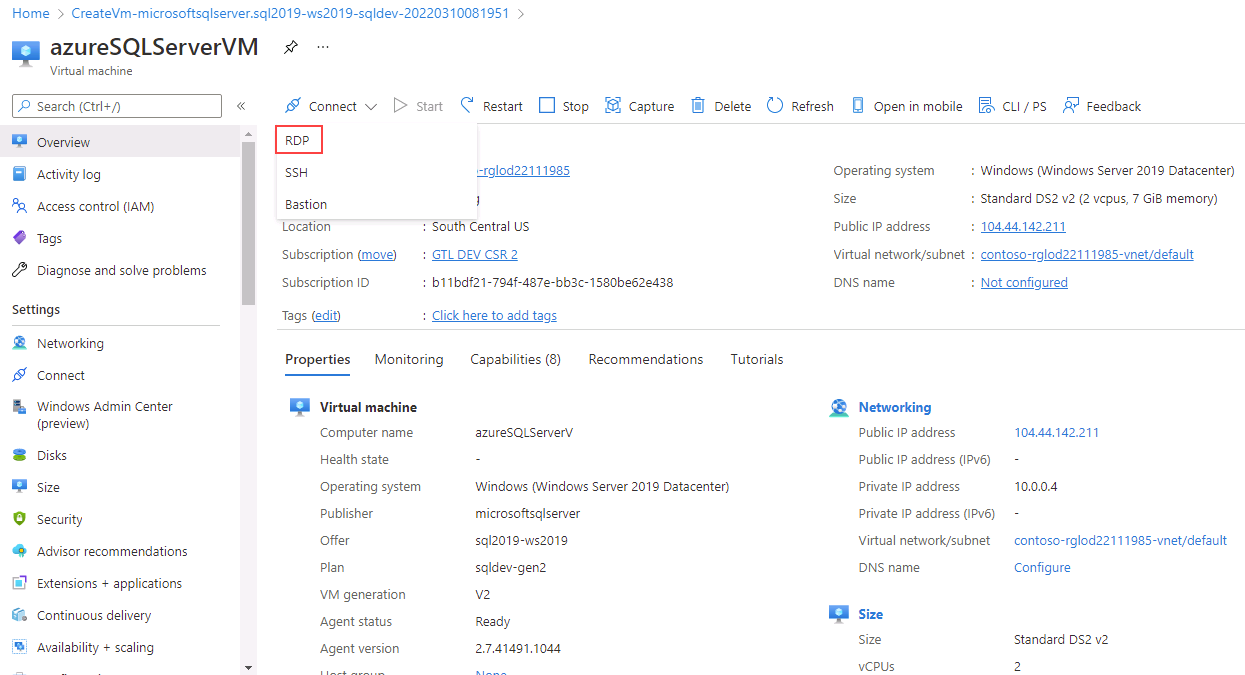 Home > CreateVm-microsoftsqlserver.sql2019-ws2019-sqldev-20220310081951 >
azureSQLServerVM ...
Virtual machine
Search (Ctrl+/) «
Connect Start Restart Stop Capture Delete Refresh Open in mobile CLI / PS Feedback
RDP
SSH
Bastion
Overview
Activity log
Access control (IAM)
Tags
Diagnose and solve problems
Settings
Networking
Connect
Windows Admin Center
(preview)
Disks
Size
Security
Advisor recommendations
Extensions + applications
Continuous delivery
Availability + scaling
-rglod22111985
Location : South Central US
Subscription (move) : GTL DEV CSR 2
Subscription ID : b11bdf21-794f-487e-bb3c-1580be62e438
Tags (edit) : Click here to add tags
Operating system : Windows (Windows Server 2019 Datacenter)
Size : Standard DS2 v2 (2 vcpus, 7 GiB memory)
Public IP address : 104.44.142.211
Virtual network/subnet : contoso-rglod22111985-vnet/default
DNS name : Not configured
Properties Monitoring Capabilities (8) Recommendations Tutorials
Virtual machine
Computer name azureSQLServerV
Health state -
Operating system Windows (Windows Server 2019 Datacenter)
Publisher microsoftsqlserver
Offer sql2019-ws2019
Plan sqldev-gen2
VM generation V2
Agent status Ready
Agent version 2.7.41491.1044
Host group None
Networking
Public IP address 104.44.142.211
Public IP address (IPv6) -
Private IP address 10.0.0.4
Private IP address (IPv6) -
Virtual network/subnet contoso-rglod22111985-vnet/default
DNS name Configure
Size
Size Standard DS2 v2
vCPUs 2